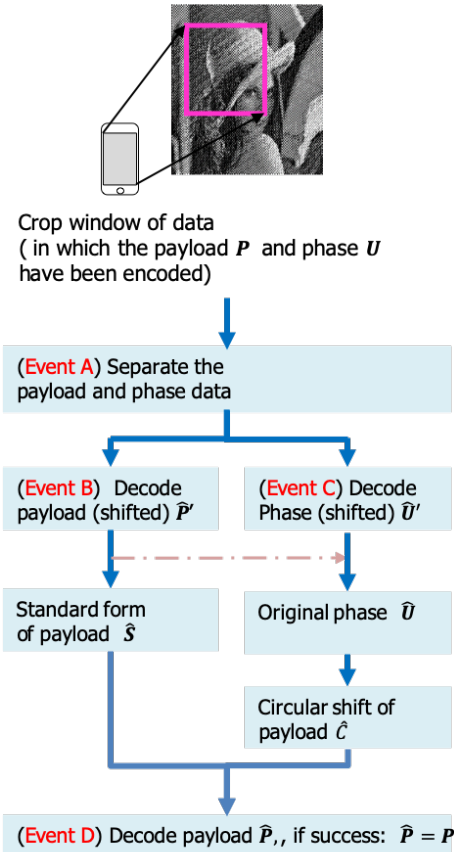 Crop window of data
( in which the payload P and phase U
have been encoded)
(Event A) Separate the
payload and phase data
(Event B) Decode
payload (shifted) P̂′
(Event C) Decode
Phase (shifted) Û′
Standard form
of payload Ŝ
Original phase Û
Circular shift of
payload Ĉ
(Event D) Decode payload P̂,, if success: P̂ = P